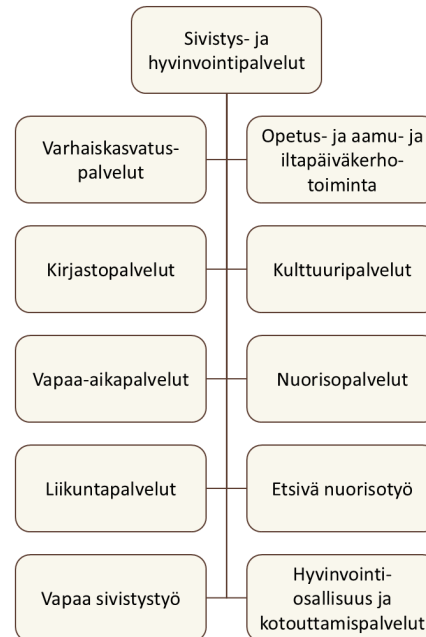 Sivistys- ja
hyvinvointipalvelut
Varhaiskasvatus-
palvelut
Opetus- ja aamu- ja
iltapäiväkerho-
toiminta
Kirjastopalvelut
Kulttuuripalvelut
Vapaa-aikapalvelut
Nuorisopalvelut
Liikuntapalvelut
Etsivä nuorisotyö
Vapaa sivistystyö
Hyvinvointi-
osallisuus ja
kotouttamispalvelut